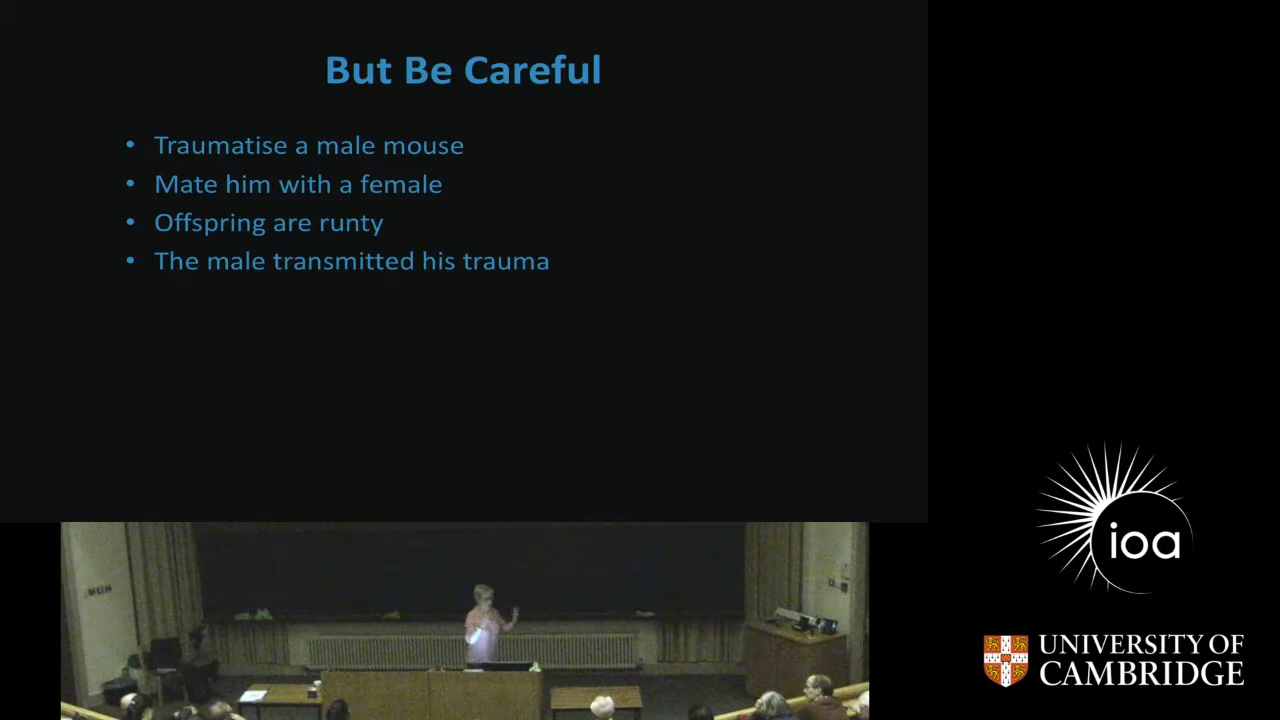 But Be Careful
• Traumatise a male mouse
• Mate him with a female
• Offspring are runty
• The male transmitted his trauma
ioa
UNIVERSITY OF
CAMBRIDGE